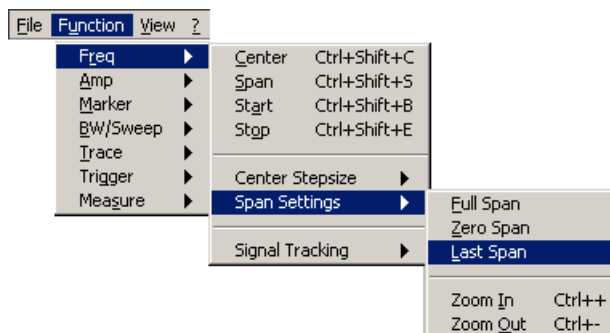 File Function View ?
Freq
Amp
Marker
BW/Sweep
Trace
Trigger
Measure
Center Ctrl+Shift+C
Span Ctrl+Shift+S
Start Ctrl+Shift+B
Stop Ctrl+Shift+E
Center Stepsize
Span Settings
Signal Tracking
Full Span
Zero Span
Last Span
Zoom In Ctrl++
Zoom Out Ctrl+-